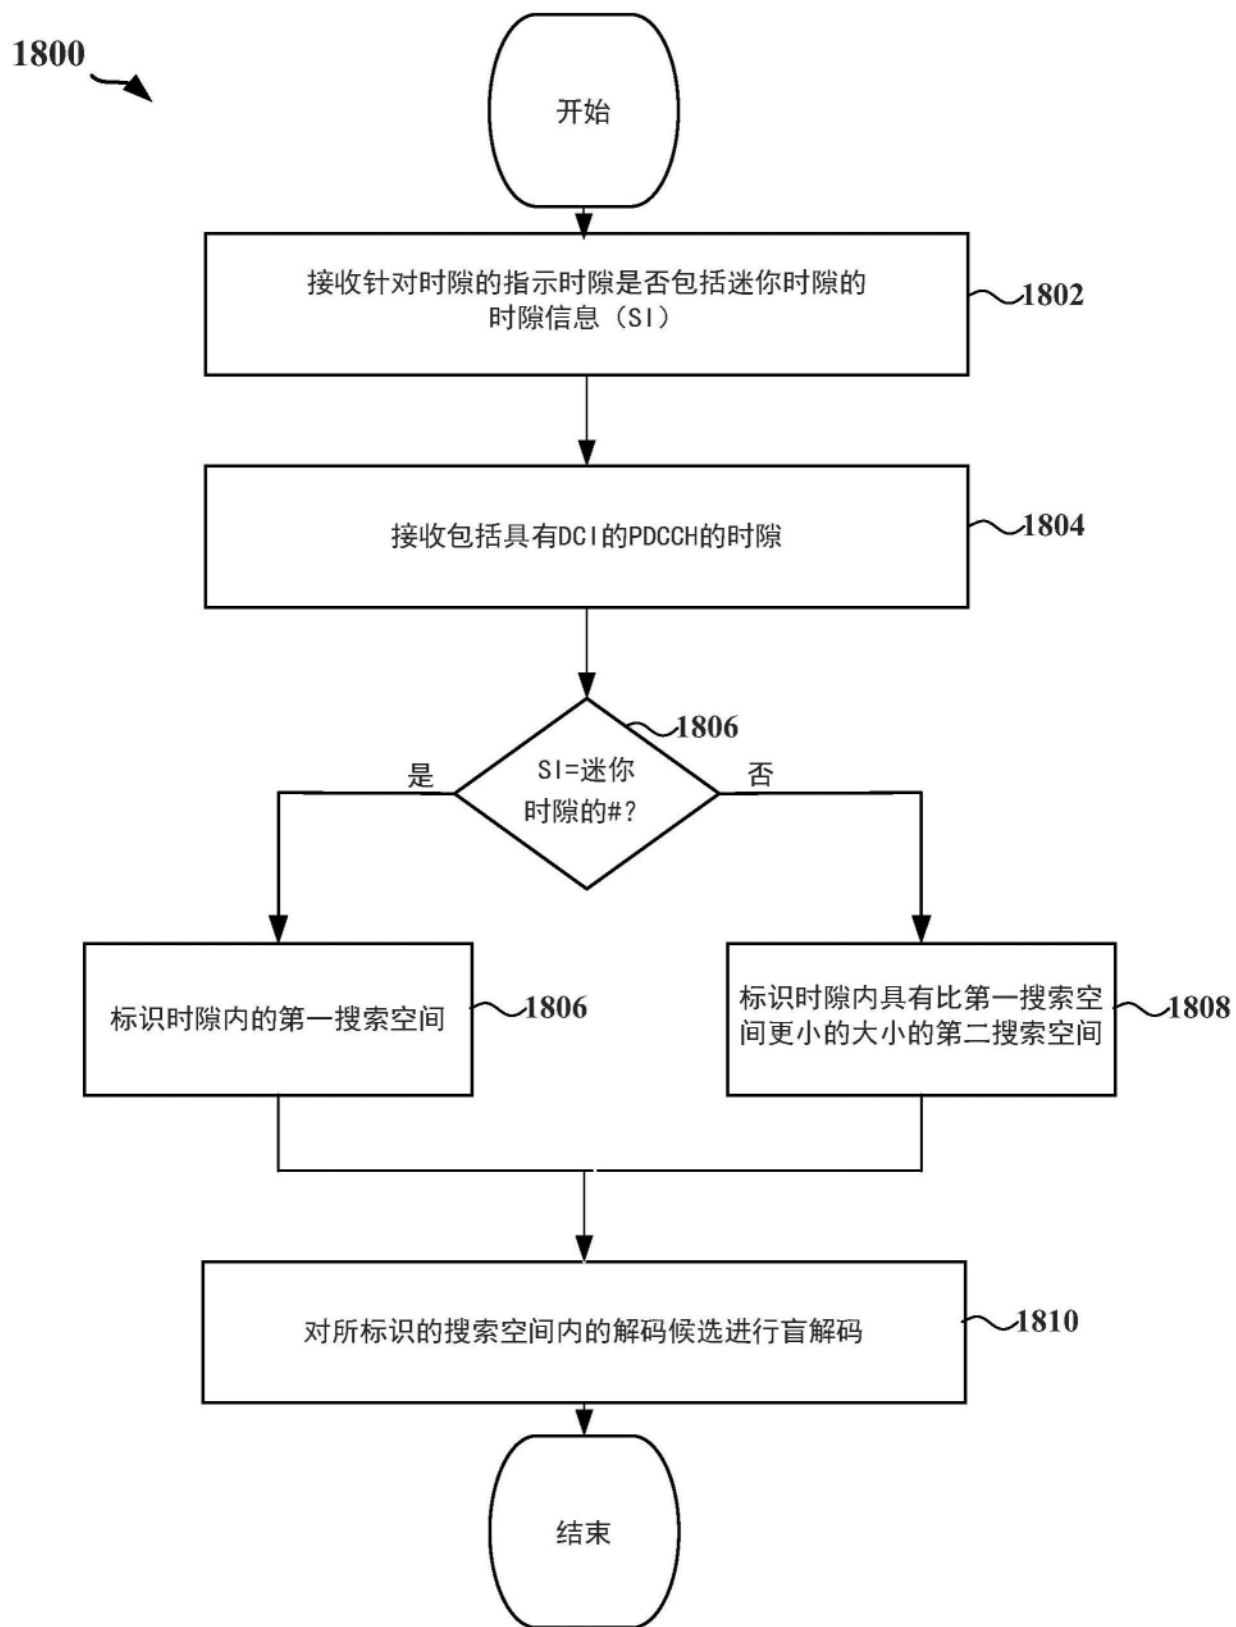 1800
开始
接收针对时隙的指示时隙是否包括迷你时隙的
时隙信息（SI）
1802
接收包括具有DCI的PDCCH的时隙
1804
1806
SI=迷你
时隙的#?
是
否
标识时隙内的第一搜索空间
1806
标识时隙内具有比第一搜索空
间更小的大小的第二搜索空间
1808
对所标识的搜索空间内的解码候选进行盲解码
1810
结束